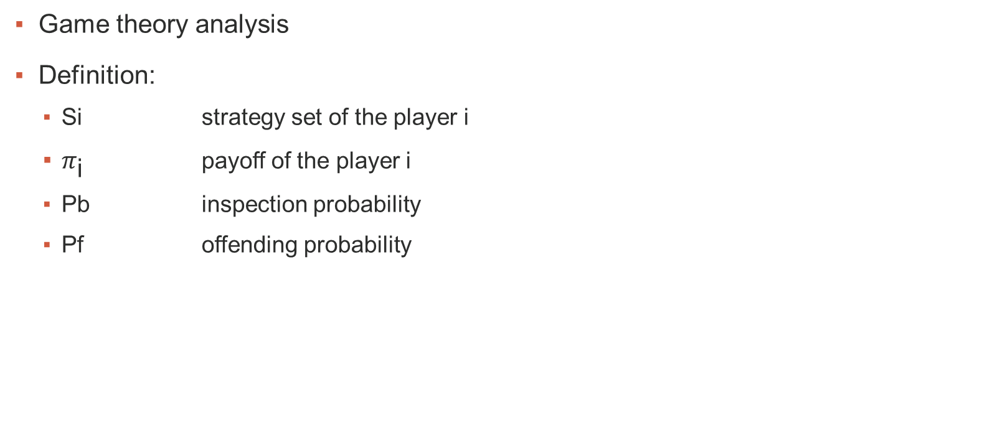 ▪ Game theory analysis
▪ Definition:
▪ Si strategy set of the player i
▪ πi payoff of the player i
▪ Pb inspection probability
▪ Pf offending probability